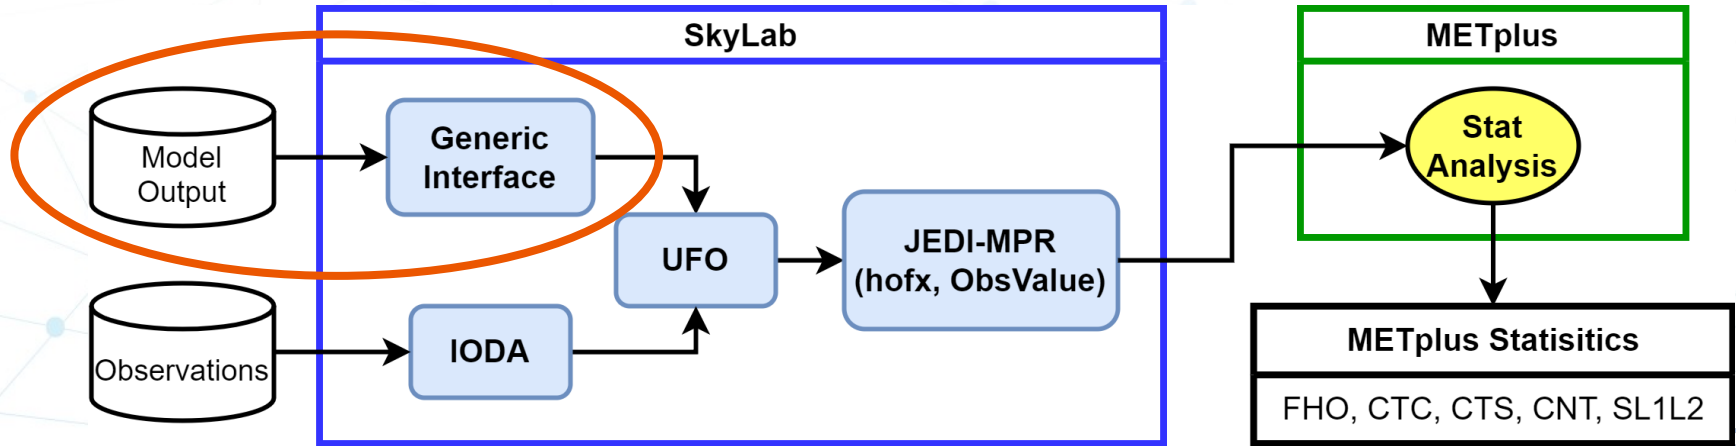 SkyLab
METplus
Model
Output
Generic
Interface
Stat
Analysis
UFO
JEDI-MPR
(hofx, ObsValue)
Observations
IODA
METplus Statisitics
FHO, CTC, CTS, CNT, SL1L2